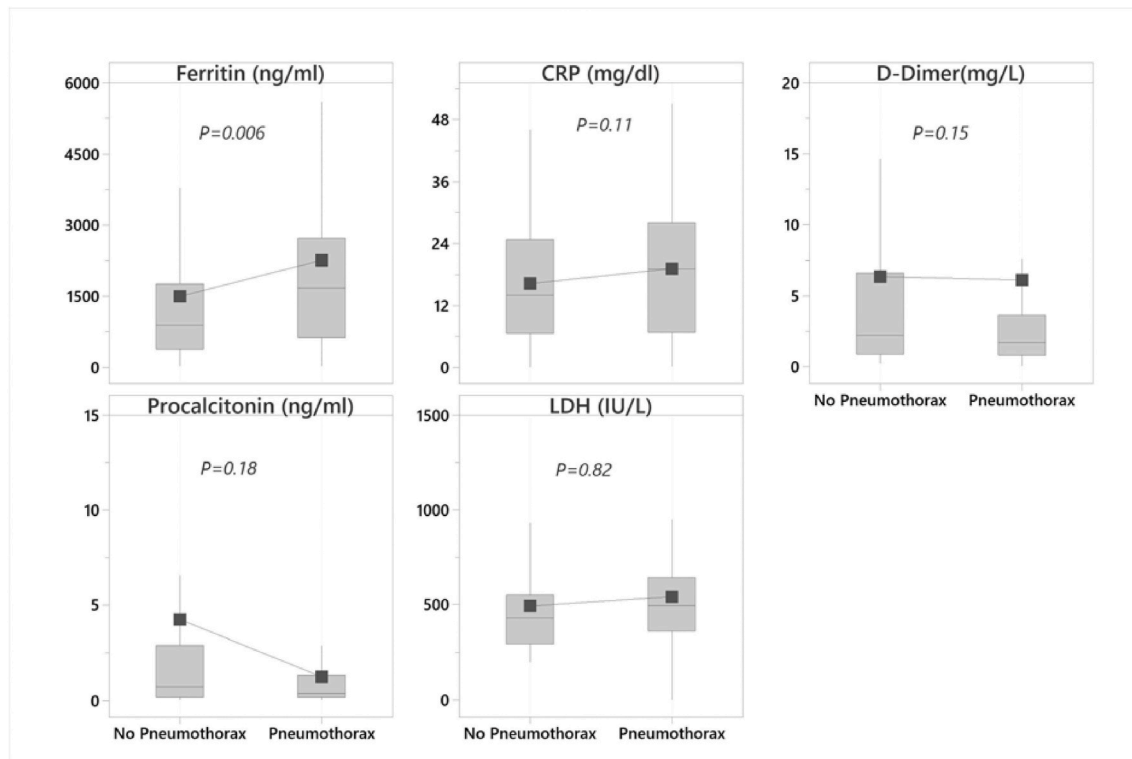 Ferritin (ng/ml)
6000
4500
3000
1500
0
P=0.006
CRP (mg/dl)
48
36
24
12
0
P=0.11
D-Dimer(mg/L)
20
15
10
5
0
P=0.15
No Pneumothorax Pneumothorax
Procalcitonin (ng/ml)
15
10
5
0
P=0.18
No Pneumothorax Pneumothorax
LDH (IU/L)
1500
1000
500
0
P=0.82
No Pneumothorax Pneumothorax